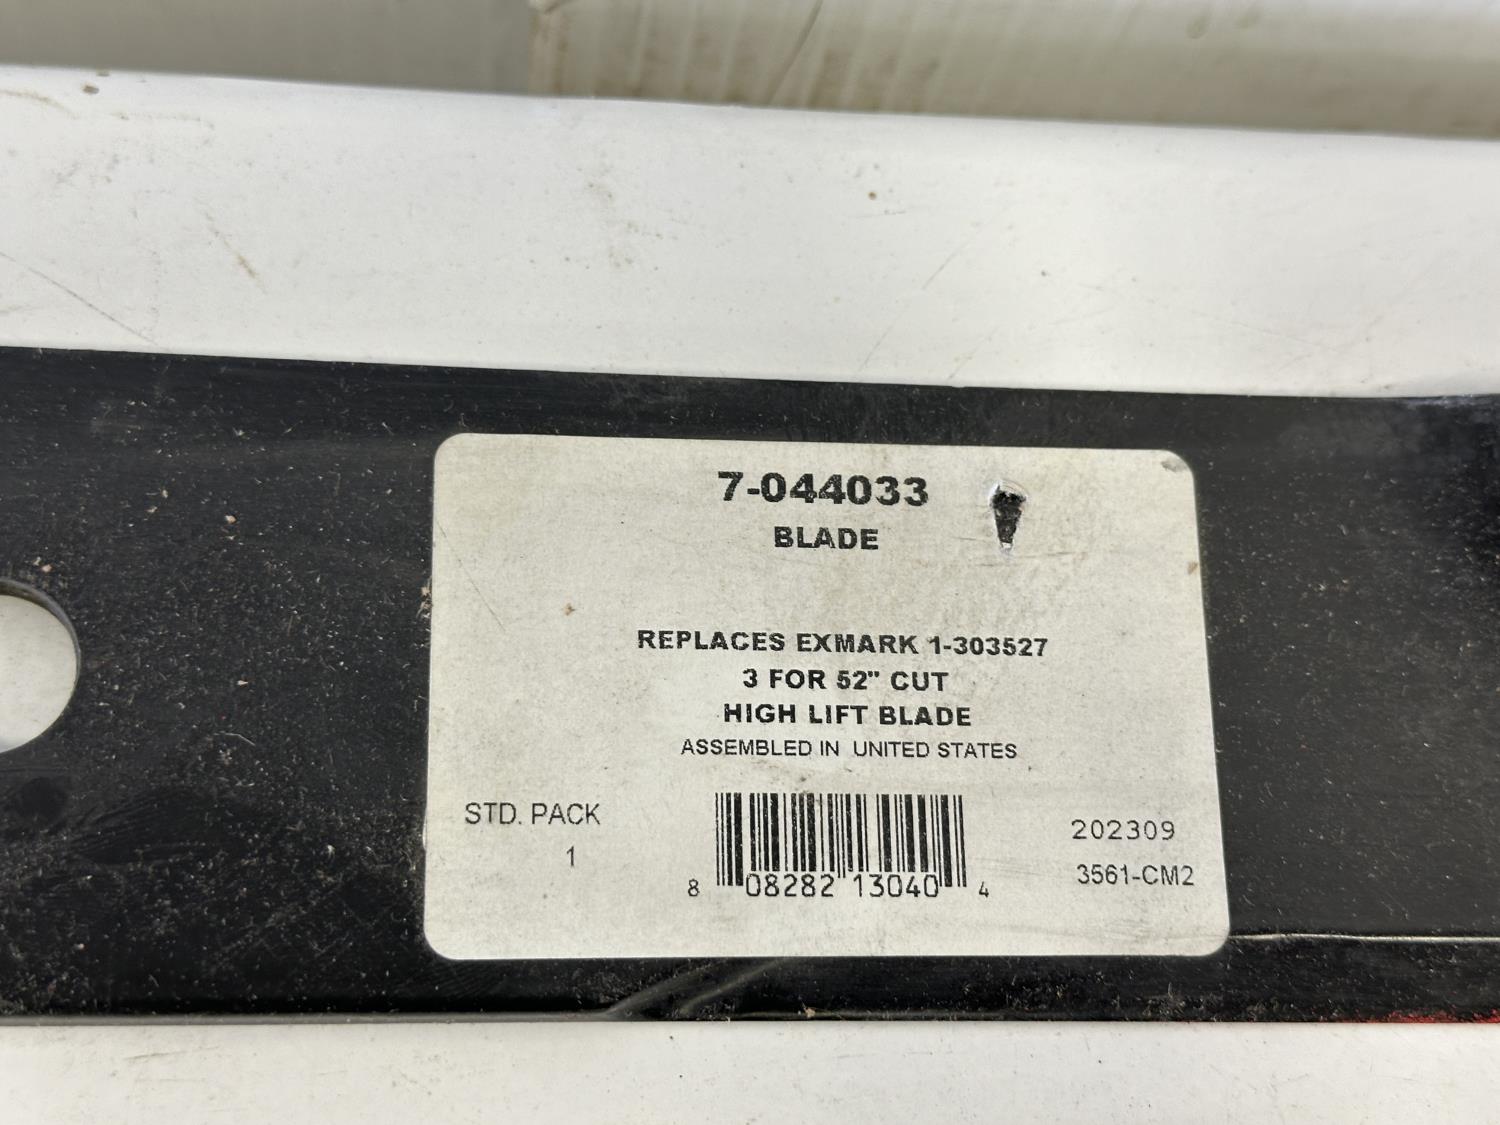 7-044033
BLADE
REPLACES EXMARK 1-303527
3 FOR 52" CUT
HIGH LIFT BLADE
ASSEMBLED IN UNITED STATES
STD. PACK
1
8 08282 13040 4
202309
3561-CM2